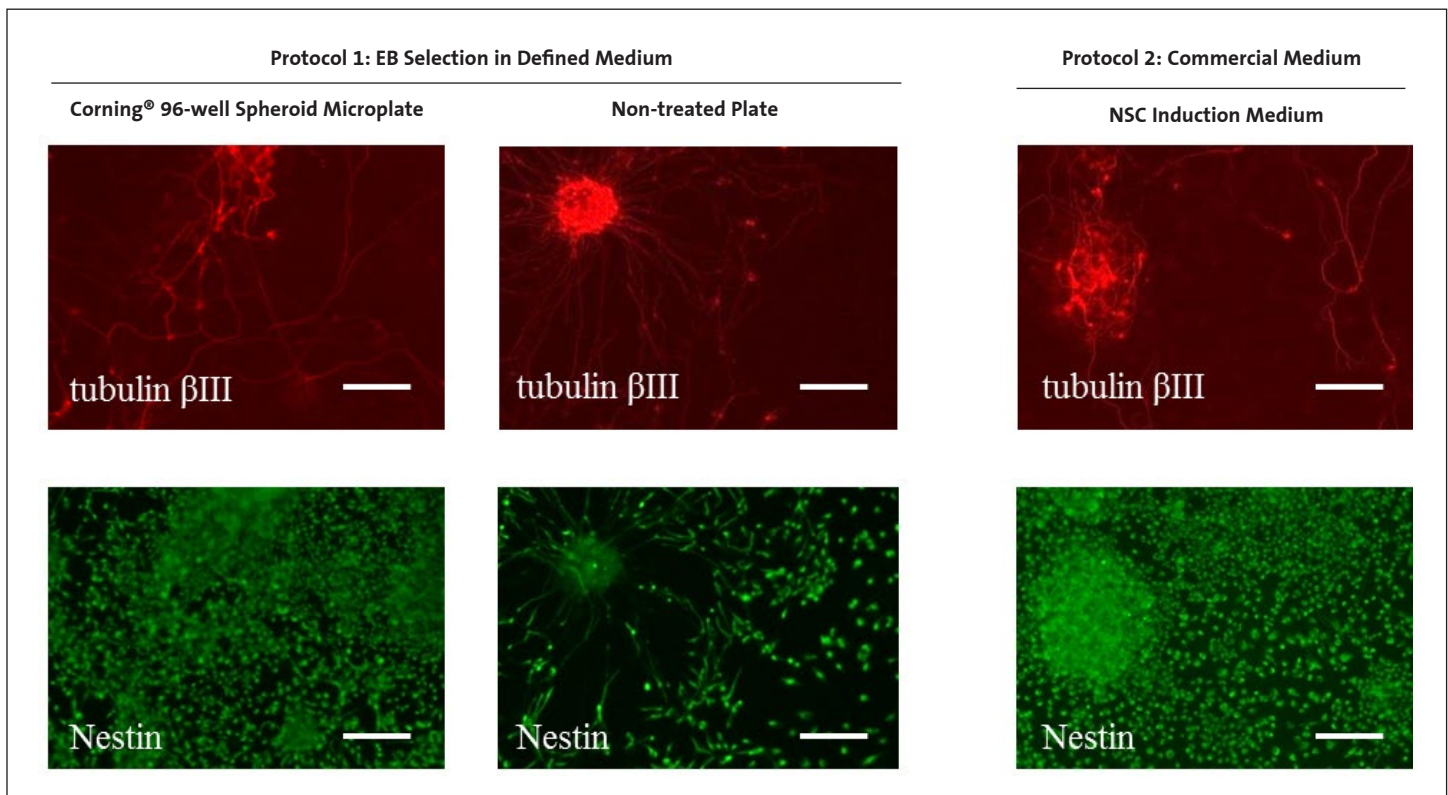 Protocol 1: EB Selection in Defined Medium
Protocol 2: Commercial Medium
Corning® 96-well Spheroid Microplate
Non-treated Plate
NSC Induction Medium
tubulin βIII
tubulin βIII
tubulin βIII
Nestin
Nestin
Nestin